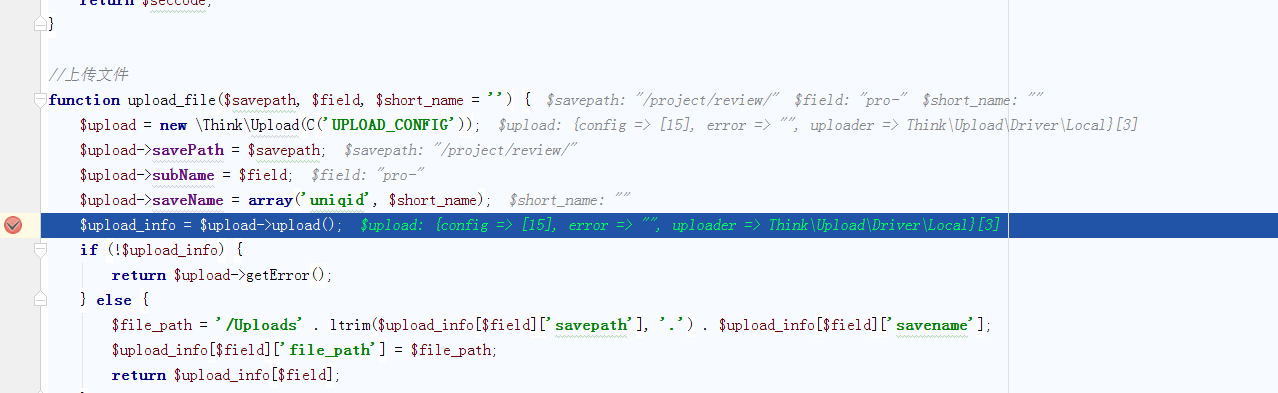 return $seccode;
}
//上传文件
function upload_file($savepath, $field, $short_name = '') { $savepath: "/project/review/" $field: "pro-" $short_name: ""
$upload = new \Think\Upload(C('UPLOAD_CONFIG')); $upload: {config => [15], error => "", uploader => Think\Upload\Driver\Local}[3]
$upload->savePath = $savepath; $savepath: "/project/review/"
$upload->subName = $field; $field: "pro-"
$upload->saveName = array('uniqid', $short_name); $short_name: ""
$upload_info = $upload->upload(); $upload: {config => [15], error => "", uploader => Think\Upload\Driver\Local}[3]
if (!$upload_info) {
return $upload->getError();
} else {
$file_path = '/Uploads' . ltrim($upload_info[$field]['savepath'], '.') . $upload_info[$field]['savename'];
$upload_info[$field]['file_path'] = $file_path;
return $upload_info[$field];